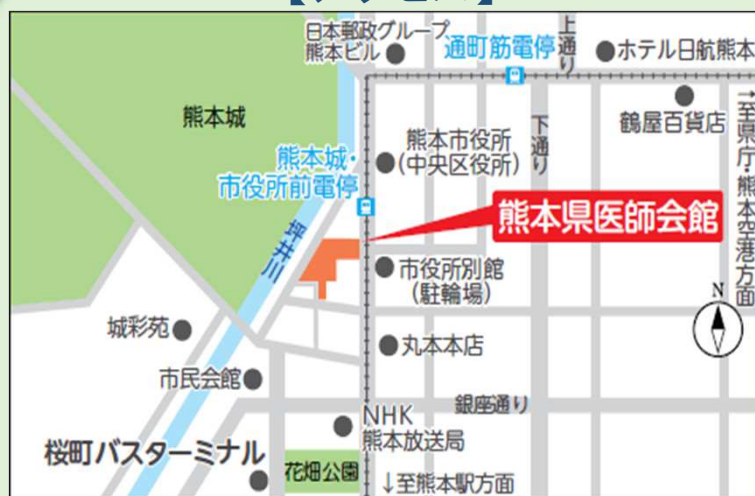 日本郵政グループ
熊本ビル
通町筋電停
上通り
ホテル日航熊本
熊本城
熊本市役所
(中央区役所)
下通り
鶴屋百貨店
→至県庁・熊本空港方面
熊本城・
市役所前電停
熊本県医師会館
坪井川
市役所別館
(駐輪場)
N
城彩苑
丸本本店
市民会館
銀座通り
NHK
熊本放送局
桜町バスターミナル
花畑公園
↓至熊本駅方面